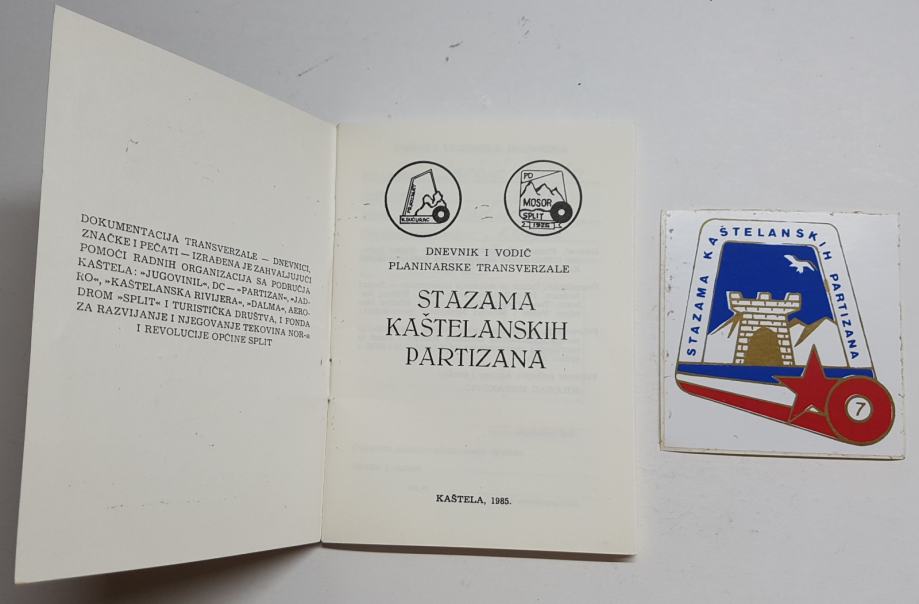 DOKUMENTACIJA TRANSVERZALE — DNEVNICI,
ZNAČKE I PEČATI — IZRAĐENA JE ZAHVALJUJUĆI
POMOĆI RADNIH ORGANIZACIJA SA PODRUČJA
KAŠTELA: »JUGOVINIL«, DC — »PARTIZAN«, »JAD-
RO«, »KAŠTELANSKA RIVIJERA«, »DALMA«, AERO-
DROM »SPLIT« I TURISTIČKA DRUŠTVA, I FONDA
ZA RAZVIJANJE I NJEGOVANJE TEKOVINA NOR-a
I REVOLUCIJE OPĆINE SPLIT
PD
MOSOR
SPLIT
DNEVNIK I VODIČ
PLANINARSKE TRANSVERZALE
STAZAMA
KAŠTELANSKIH
PARTIZANA
KAŠTELA, 1985.
STAZAMA KAŠTELANSKIH PARTIZANA
7